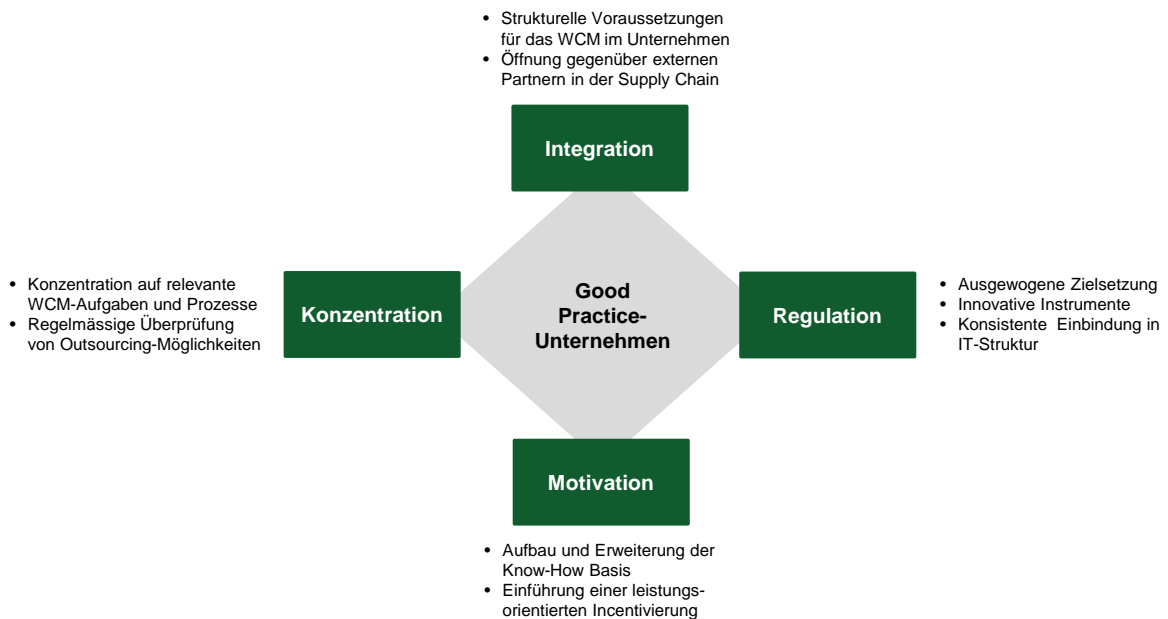 • Strukturelle Voraussetzungen
für das WCM im Unternehmen
• Öffnung gegenüber externen
Partnern in der Supply Chain
Integration
• Konzentration auf relevante
WCM-Aufgaben und Prozesse
• Regelmässige Überprüfung
von Outsourcing-Möglichkeiten
Konzentration
Good
Practice-
Unternehmen
Regulation
• Ausgewogene Zielsetzung
• Innovative Instrumente
• Konsistente Einbindung in
IT-Struktur
Motivation
• Aufbau und Erweiterung der
Know-How Basis
• Einführung einer leistungs-
orientierten Incentivierung